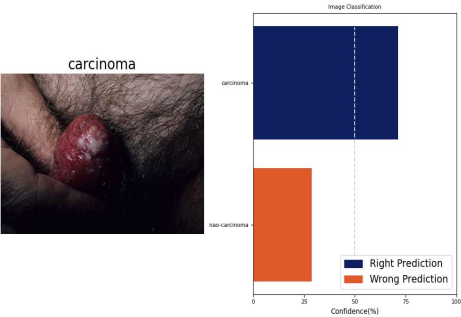 Image Classification
carcinoma
carcinoma
nao-carcinoma
Right Prediction
Wrong Prediction
0
25
50
75
100
Confidence(%)